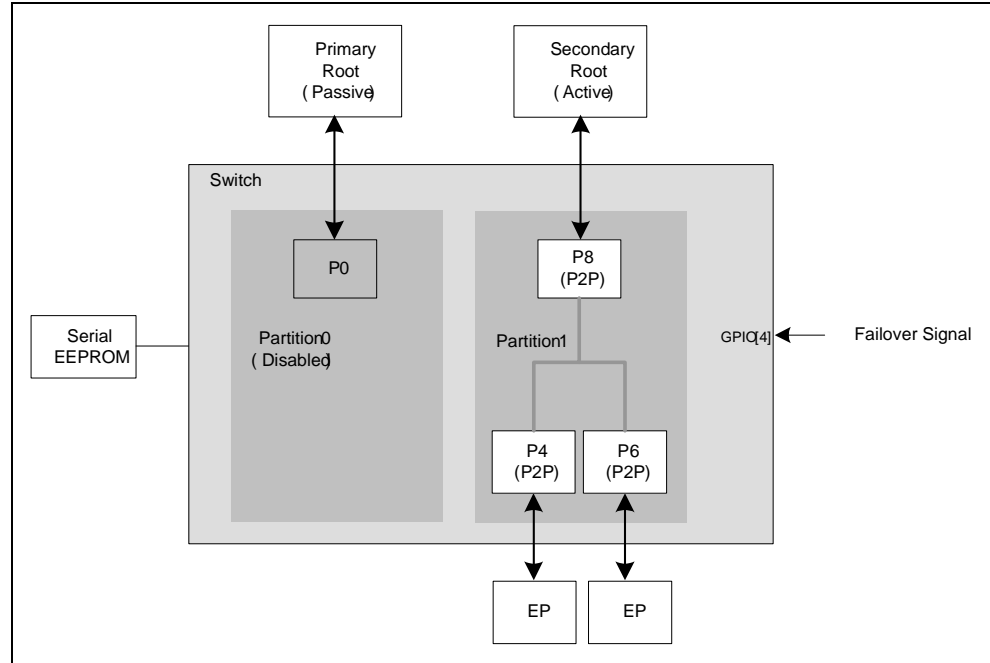 Primary
Root
( Passive)
Secondary
Root
(Active)
Switch
P0
P8
(P2P)
Serial
EEPROM
Partition0
( Disabled)
Partition1
GPIO[4]
Failover Signal
P4
(P2P)
P6
(P2P)
EP
EP